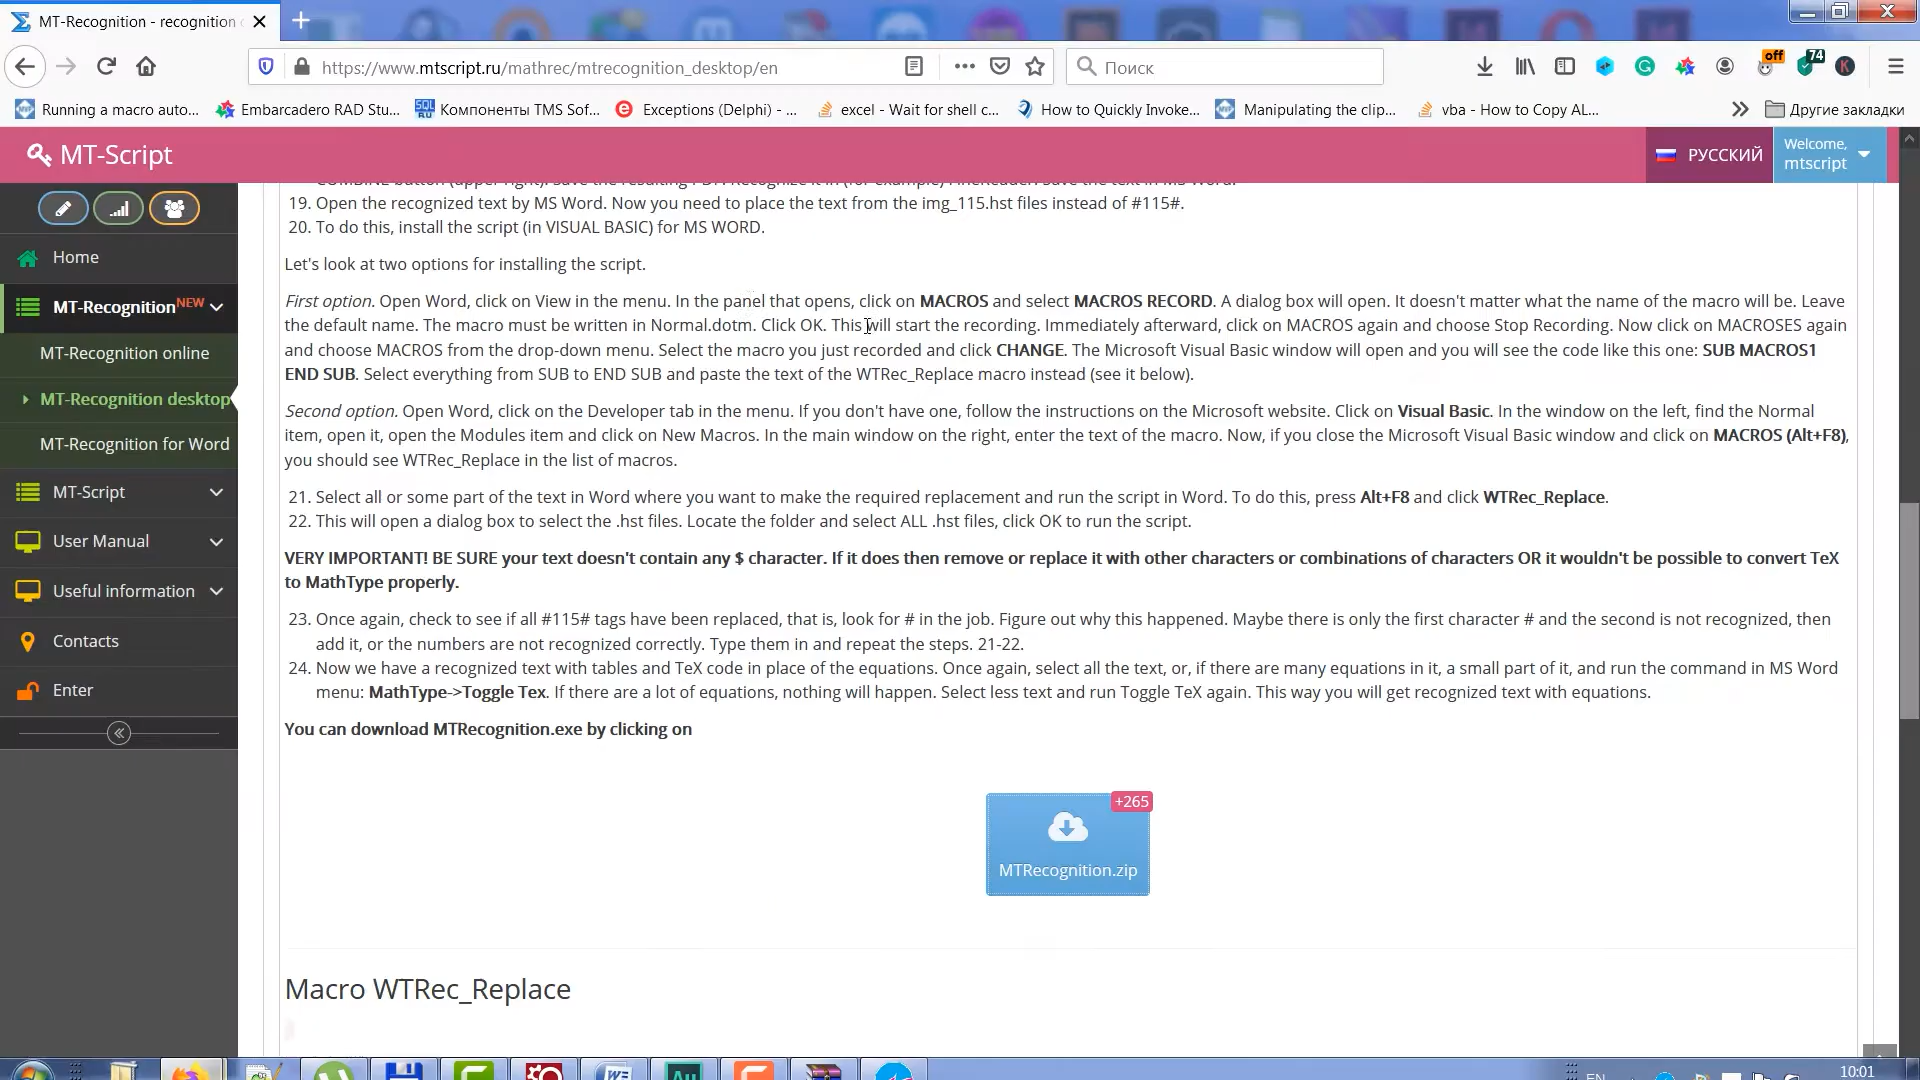 MT-Recognition - recognition
https://www.mtscript.ru/mathrec/mtrecognition_desktop/en
Поиск
off
74
K
Running a macro auto...
Embarcadero RAD Stu...
Компоненты TMS Sof...
Exceptions (Delphi) - ...
excel - Wait for shell c...
How to Quickly Invoke...
Manipulating the clip...
vba - How to Copy AL...
Другие закладки
MT-Script
РУССКИЙ
Welcome,
mtscript
Home
MT-Recognition NEW
MT-Recognition online
MT-Recognition desktop
MT-Recognition for Word
MT-Script
User Manual
Useful information
Contacts
Enter
19. Open the recognized text by MS Word. Now you need to place the text from the img_115.hst files instead of #115#.
20. To do this, install the script (in VISUAL BASIC) for MS WORD.
Let's look at two options for installing the script.
First option. Open Word, click on View in the menu. In the panel that opens, click on MACROS and select MACROS RECORD. A dialog box will open. It doesn't matter what the name of the macro will be. Leave
the default name. The macro must be written in Normal.dotm. Click OK. This will start the recording. Immediately afterward, click on MACROS again and choose Stop Recording. Now click on MACROSES again
and choose MACROS from the drop-down menu. Select the macro you just recorded and click CHANGE. The Microsoft Visual Basic window will open and you will see the code like this one: SUB MACROS1
END SUB. Select everything from SUB to END SUB and paste the text of the WTRec_Replace macro instead (see it below).
Second option. Open Word, click on the Developer tab in the menu. If you don't have one, follow the instructions on the Microsoft website. Click on Visual Basic. In the window on the left, find the Normal
item, open it, open the Modules item and click on New Macros. In the main window on the right, enter the text of the macro. Now, if you close the Microsoft Visual Basic window and click on MACROS (Alt+F8),
you should see WTRec_Replace in the list of macros.
21. Select all or some part of the text in Word where you want to make the required replacement and run the script in Word. To do this, press Alt+F8 and click WTRec_Replace.
22. This will open a dialog box to select the .hst files. Locate the folder and select ALL .hst files, click OK to run the script.
VERY IMPORTANT! BE SURE your text doesn't contain any $ character. If it does then remove or replace it with other characters or combinations of characters OR it wouldn't be possible to convert TeX
to MathType properly.
23. Once again, check to see if all #115# tags have been replaced, that is, look for # in the job. Figure out why this happened. Maybe there is only the first character # and the second is not recognized, then
add it, or the numbers are not recognized correctly. Type them in and repeat the steps. 21-22.
24. Now we have a recognized text with tables and TeX code in place of the equations. Once again, select all the text, or, if there are many equations in it, a small part of it, and run the command in MS Word
menu: MathType->Toggle Tex. If there are a lot of equations, nothing will happen. Select less text and run Toggle TeX again. This way you will get recognized text with equations.
You can download MTRecognition.exe by clicking on
+265
MTRecognition.zip
Macro WTRec_Replace
EN
10:01